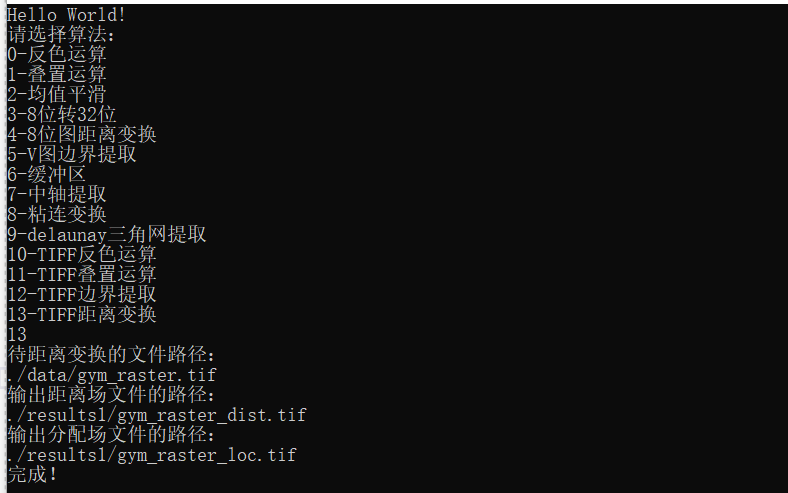 Hello World!
请选择算法:
0-反色运算
1-叠置运算
2-均值平滑
3-8位转32位
4-8位图距离变换
5-V图边界提取
6-缓冲区
7-中轴提取
8-粘连变换
9-delaunay三角网提取
10-TIFF反色运算
11-TIFF叠置运算
12-TIFF边界提取
13-TIFF距离变换
13
待距离变换的文件路径:
./data/gym_raster.tif
输出距离场文件的路径:
./results1/gym_raster_dist.tif
输出分配场文件的路径:
./results1/gym_raster_loc.tif
完成!